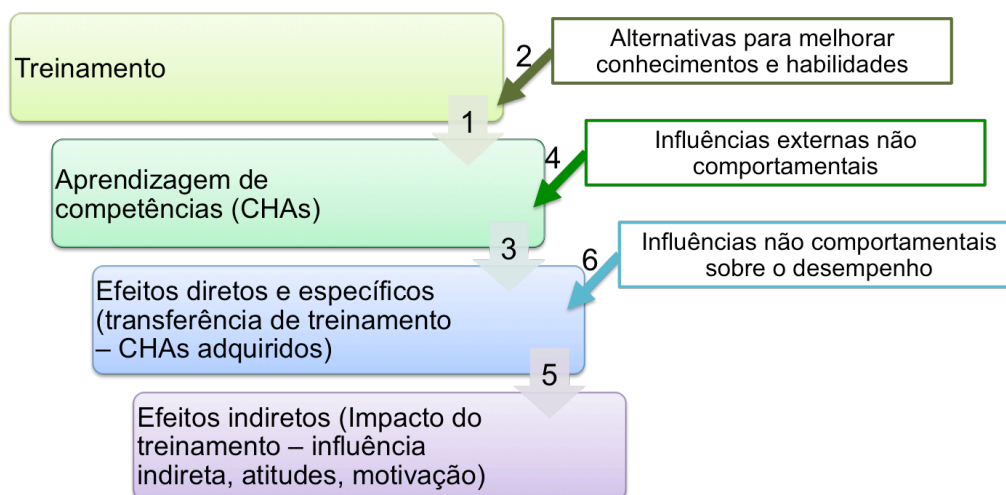 Treinamento
2
Alternativas para melhorar
conhecimentos e habilidades
1
Aprendizagem de
competências (CHAs)
4
Influências externas não
comportamentais
3
Efeitos diretos e específicos
(transferência de treinamento
– CHAs adquiridos)
6
Influências não comportamentais
sobre o desempenho
5
Efeitos indiretos (Impacto do
treinamento – influência
indireta, atitudes, motivação)